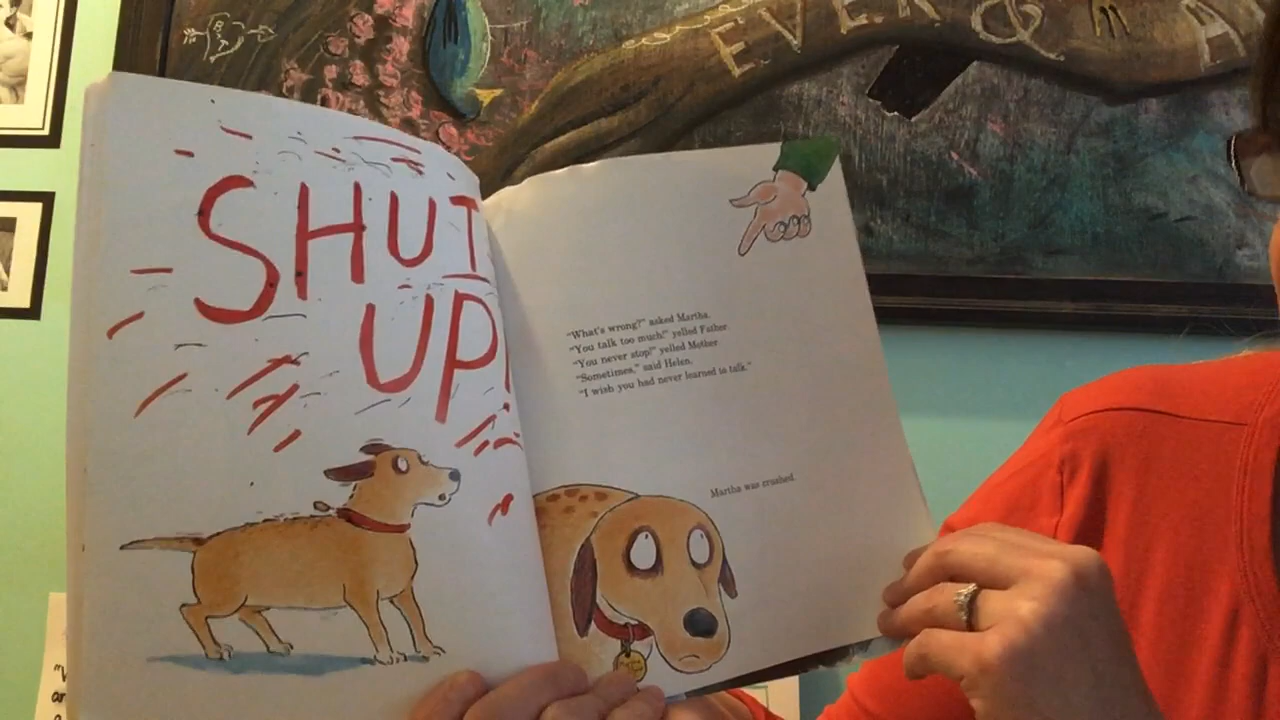 EVER & M A
SHUT
UP!
"What's wrong?" asked Martha.
"You talk too much!" yelled Father.
"You never stop!" yelled Mother.
"Sometimes," said Helen,
"I wish you had never learned to talk."
Martha was crushed.